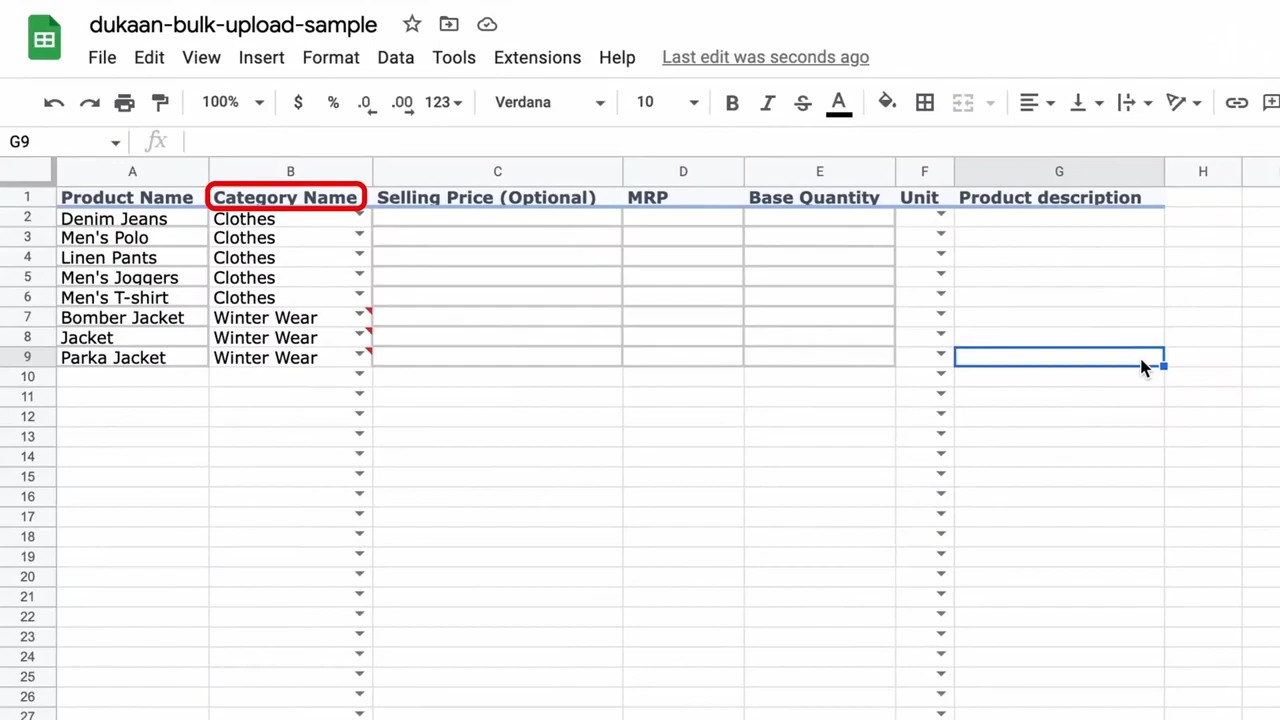 dukaan-bulk-upload-sample
File Edit View Insert Format Data Tools Extensions Help Last edit was seconds ago
100% $ % .0 .00 123 Verdana 10 B I S A
G9 fx
A B C D E F G H
1 Product Name Category Name Selling Price (Optional) MRP Base Quantity Unit Product description
2 Denim Jeans Clothes
3 Men's Polo Clothes
4 Linen Pants Clothes
5 Men's Joggers Clothes
6 Men's T-shirt Clothes
7 Bomber Jacket Winter Wear
8 Jacket Winter Wear
9 Parka Jacket Winter Wear
10
11
12
13
14
15
16
17
18
19
20
21
22
23
24
25
26
27